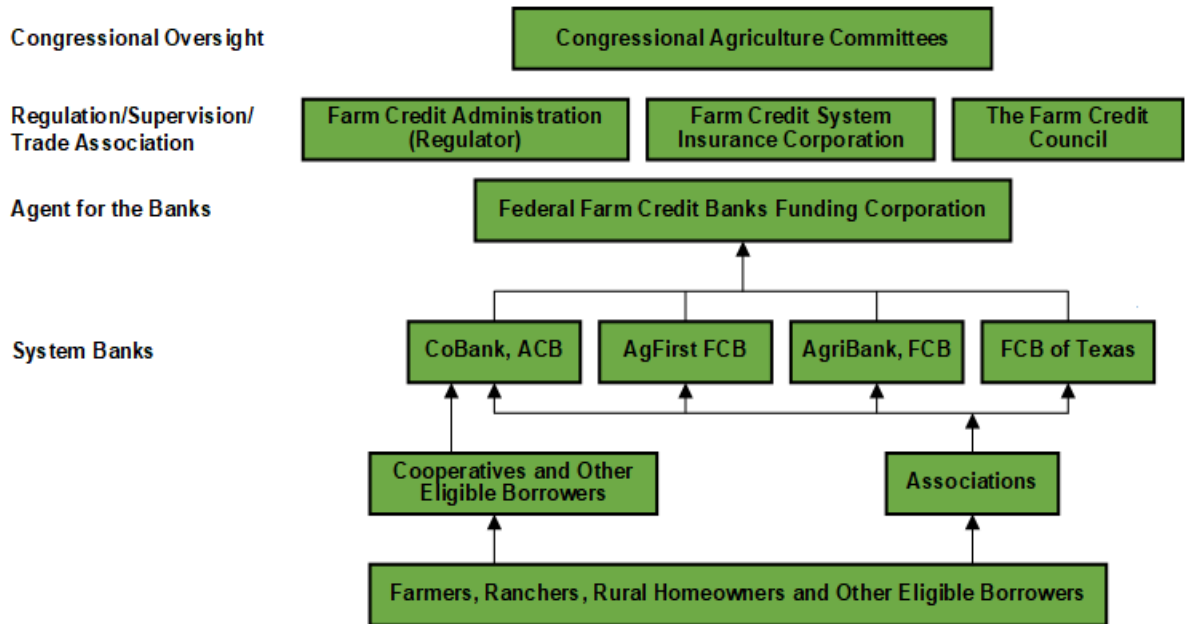 Congressional Oversight
Congressional Agriculture Committees
Regulation/Supervision/
Trade Association
Farm Credit Administration
(Regulator)
Farm Credit System
Insurance Corporation
The Farm Credit
Council
Agent for the Banks
Federal Farm Credit Banks Funding Corporation
System Banks
CoBank, ACB
AgFirst FCB
AgriBank, FCB
FCB of Texas
Cooperatives and Other
Eligible Borrowers
Associations
Farmers, Ranchers, Rural Homeowners and Other Eligible Borrowers